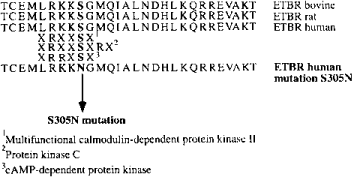 TCEMLRKKSGMQIALNDHLKQRREVAKT ETBR bovine
TCEMLRKKSGMQIALNDHLKQRREVAKT ETBR rat
TCEMLRKKSGMQIALNDHLKQRREVAKT ETBR human
XRXXSX1
XRXXSXRX2
XRXXSX3
TCEMLRKKNGMQIALNDHLKQRREVAKT ETBR human
mutation S305N
S305N mutation
1Multifunctional calmodulin-dependent protein kinase II
2Protein kinase C
3cAMP-dependent protein kinase